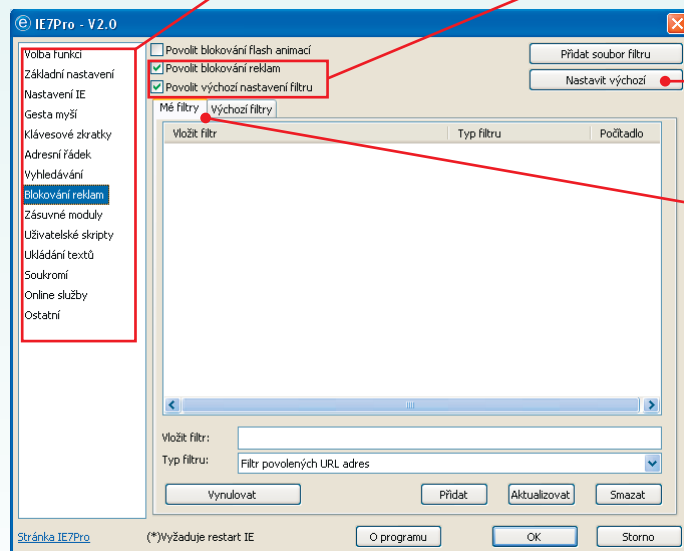 IE7Pro - V2.0
Volba funkcí
Základní nastavení
Nastavení IE
Gesta myší
Klávesové zkratky
Adresní řádek
Vyhledávání
Blokování reklam
Zásuvné moduly
Uživatelské skripty
Ukládání textů
Soukromí
Online služby
Ostatní
Povolit blokování flash animací
Povolit blokování reklam
Povolit výchozí nastavení filtru
Přidat soubor filtru
Nastavit výchozí
Mé filtry Výchozí filtry
Vložit filtr Typ filtru Počítadlo
Vložit filtr:
Typ filtru: Filtr povolených URL adres
Vynulovat Přidat Aktualizovat Smazat
Stránka IE7Pro (*)Vyžaduje restart IE O programu OK Storno